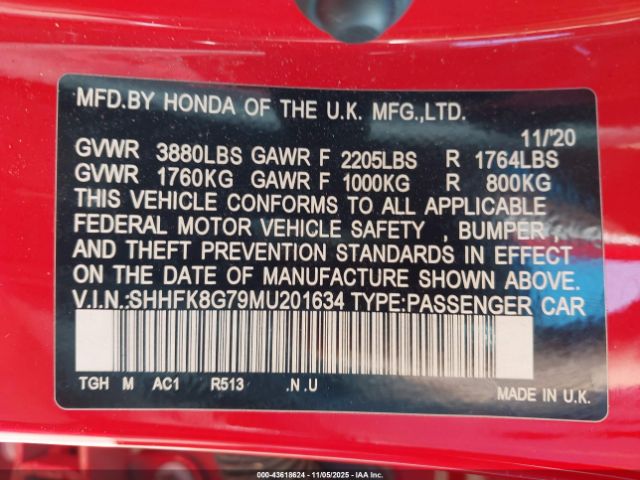 MFD.BY HONDA OF THE U.K. MFG.,LTD.
11/'20
GVWR 3880LBS GAWR F 2205LBS R 1764LBS
GVWR 1760KG GAWR F 1000KG R 800KG
THIS VEHICLE CONFORMS TO ALL APPLICABLE
FEDERAL MOTOR VEHICLE SAFETY , BUMPER ,
AND THEFT PREVENTION STANDARDS IN EFFECT
ON THE DATE OF MANUFACTURE SHOWN ABOVE.
V.I.N.:SHHFK8G79MU201634 TYPE:PASSENGER CAR
TGH M AC1 R513 .N.U
MADE IN U.K.
000-43618624 - 11/05/2025 - IAA Inc.